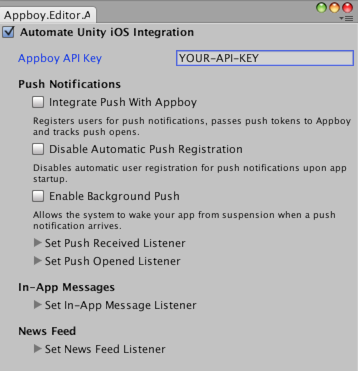 Appboy.Editor.A
Automate Unity iOS Integration
Appboy API Key
YOUR-API-KEY
Push Notifications
Integrate Push With Appboy
Registers users for push notifications, passes push tokens to Appboy
and tracks push opens.
Disable Automatic Push Registration
Disables automatic user registration for push notifications upon app
startup.
Enable Background Push
Allows the system to wake your app from suspension when a push
notification arrives.
Set Push Received Listener
Set Push Opened Listener
In-App Messages
Set In-App Message Listener
News Feed
Set News Feed Listener